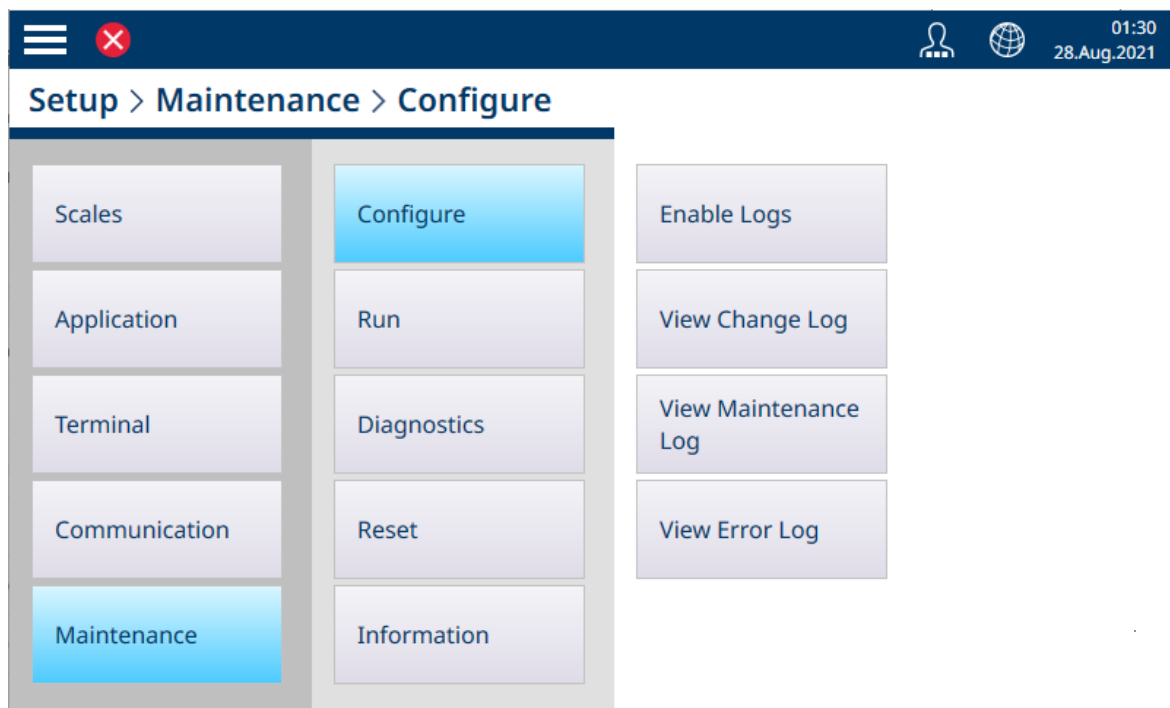 01:30
28.Aug.2021
Setup > Maintenance > Configure
Scales
Application
Terminal
Communication
Maintenance
Configure
Run
Diagnostics
Reset
Information
Enable Logs
View Change Log
View Maintenance
Log
View Error Log